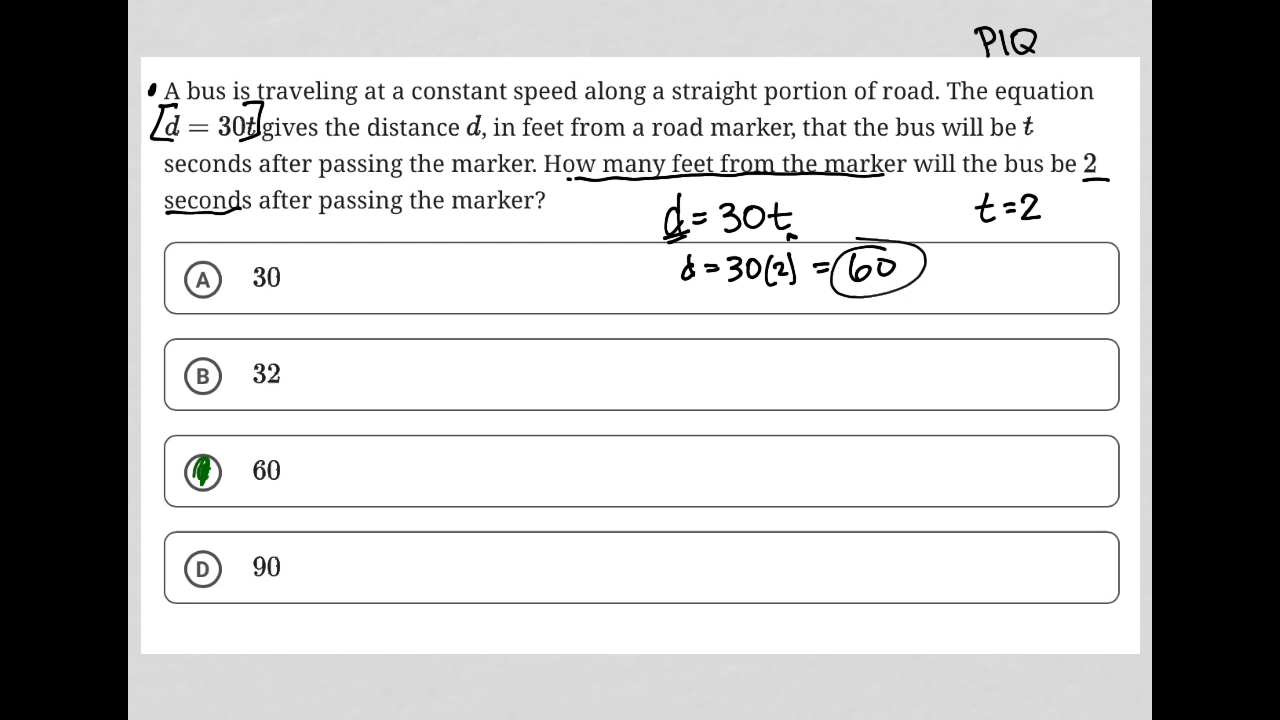 PIQ
A bus is traveling at a constant speed along a straight portion of road. The equation
d = 30t gives the distance d, in feet from a road marker, that the bus will be t
seconds after passing the marker. How many feet from the marker will the bus be 2
seconds after passing the marker?
d = 30t
t = 2
d = 30(2) = 60
A 30
B 32
60
D 90